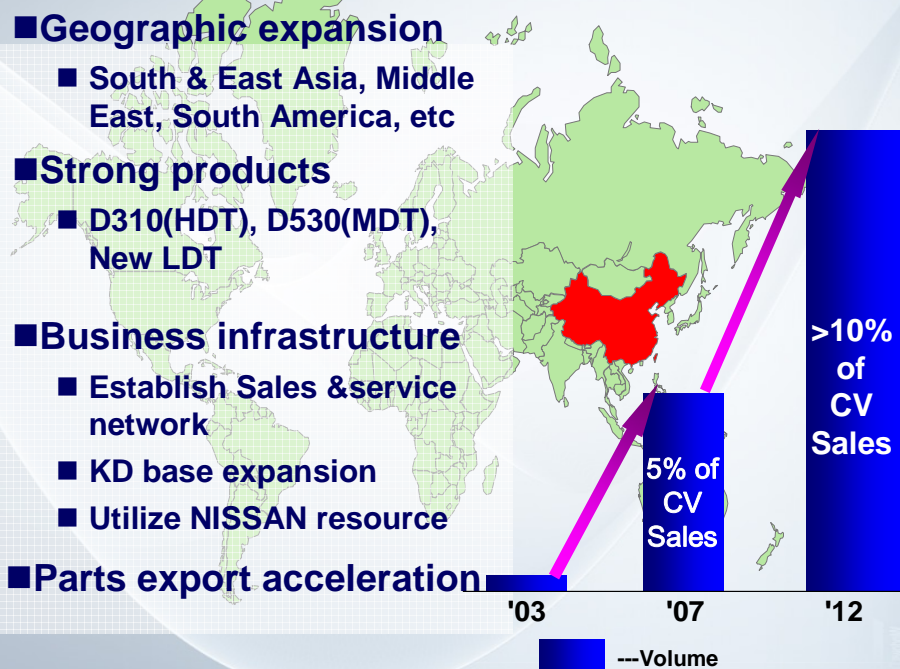 ■Geographic expansion
■ South & East Asia, Middle
East, South America, etc
■Strong products
■ D310(HDT), D530(MDT),
New LDT
■Business infrastructure
■ Establish Sales &service
network
■ KD base expansion
■ Utilize NISSAN resource
■Parts export acceleration
5% of
CV
Sales
>10%
of
CV
Sales
'03 '07 '12
---Volume